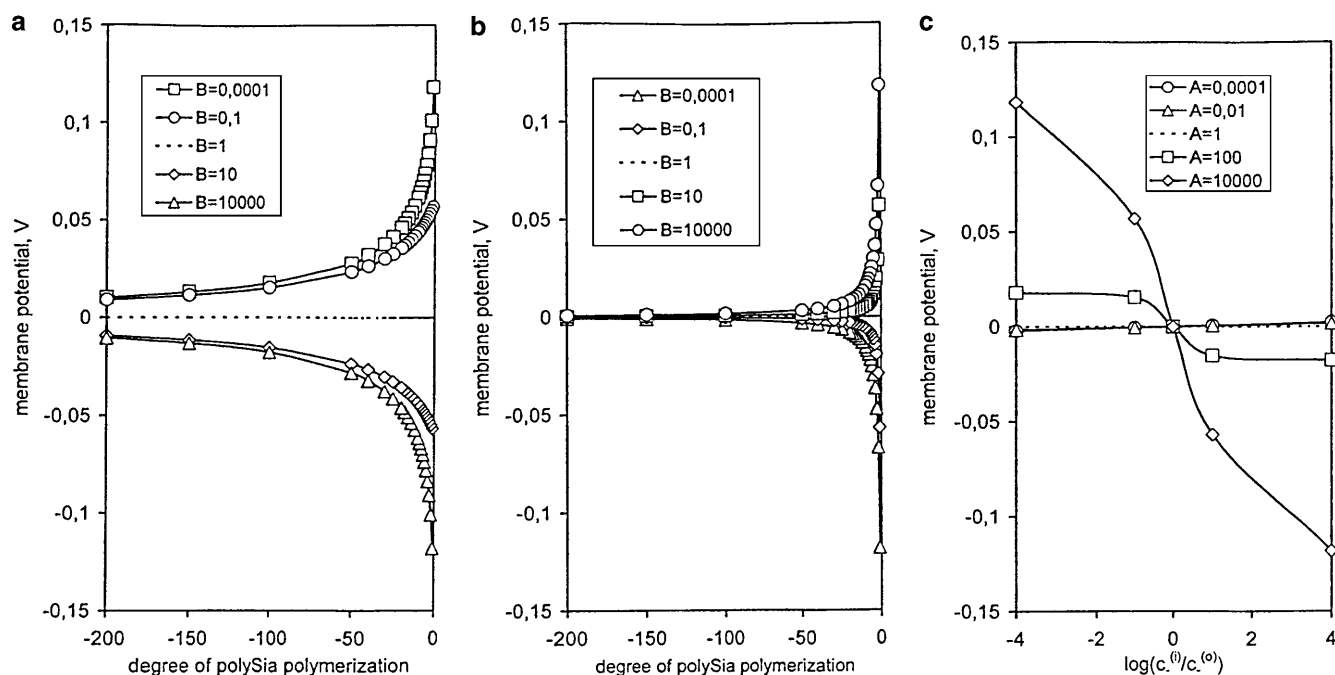 a
membrane potential, V
0,15
0,1
0,05
0
-0,05
-0,1
-0,15
B=0,0001
B=0,1
B=1
B=10
B=10000
-200
-150
-100
-50
0
degree of polySia polymerization
b
membrane potential, V
0,15
0,1
0,05
0
-0,05
-0,1
-0,15
B=0,0001
B=0,1
B=1
B=10
B=10000
-200
-150
-100
-50
0
degree of polySia polymerization
c
membrane potential, V
0,15
0,1
0,05
0
-0,05
-0,1
-0,15
A=0,0001
A=0,01
A=1
A=100
A=10000
-4
-2
0
2
4
log(c-(i)/c-(o))